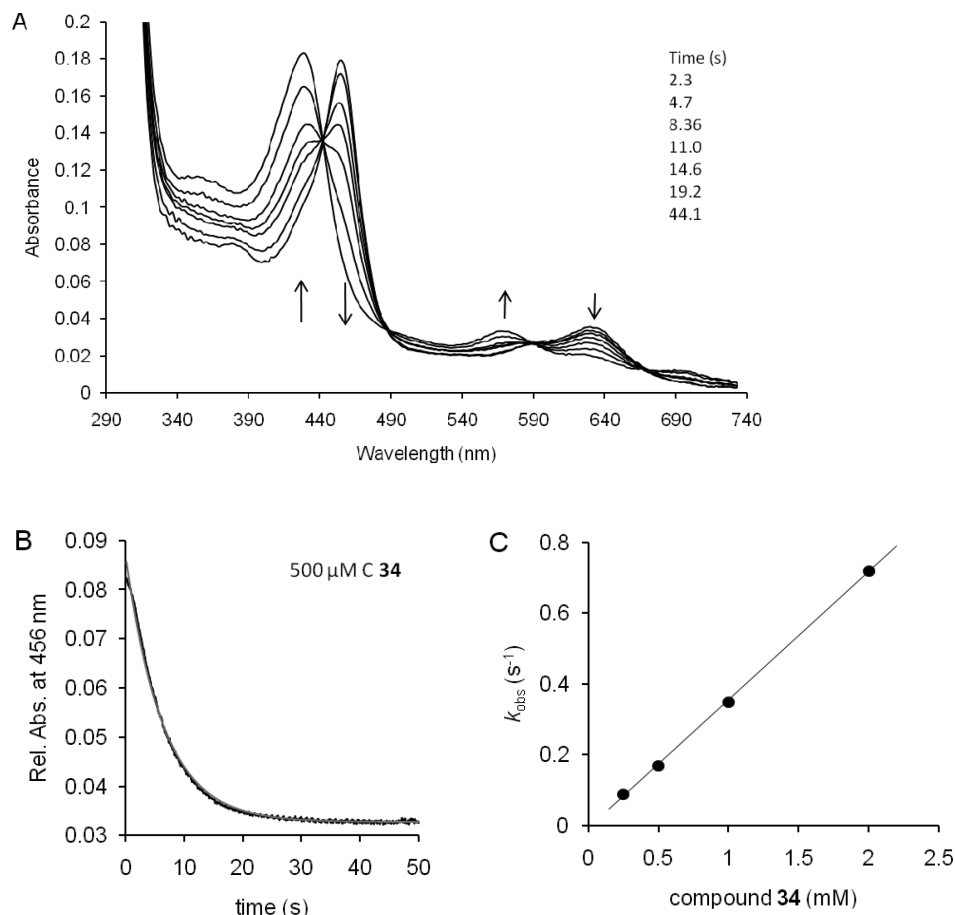 A
0.2
0.18
0.16
0.14
0.12
0.1
0.08
0.06
0.04
0.02
0
Absorbance
290 340 390 440 490 540 590 640 690 740
Wavelength (nm)
Time (s)
2.3
4.7
8.36
11.0
14.6
19.2
44.1
B
0.09
0.08
0.07
0.06
0.05
0.04
0.03
Rel. Abs. at 456 nm
500 µM C 34
0 10 20 30 40 50
time (s)
C
0.8
0.6
0.4
0.2
0
kobs (s-1)
0 0.5 1 1.5 2 2.5
compound 34 (mM)